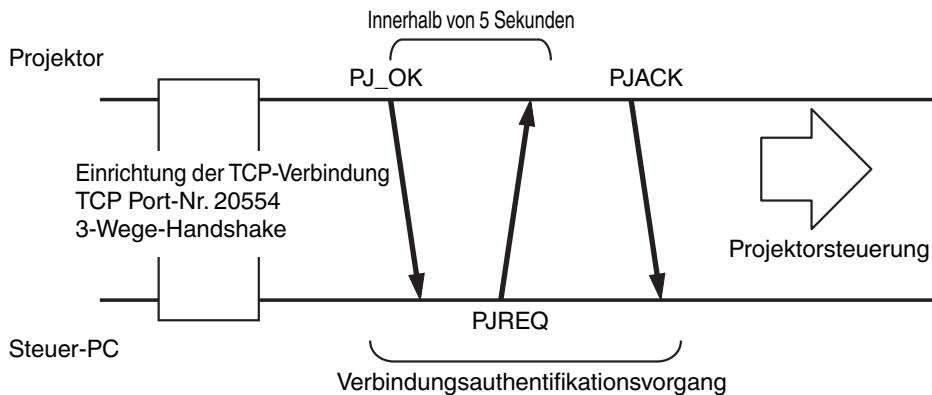 Innerhalb von 5 Sekunden
Projektor
PJ_OK
PJACK
Einrichtung der TCP-Verbindung
TCP Port-Nr. 20554
3-Wege-Handshake
Projektorsteuerung
PJREQ
Steuer-PC
Verbindungsauthentifikationsvorgang